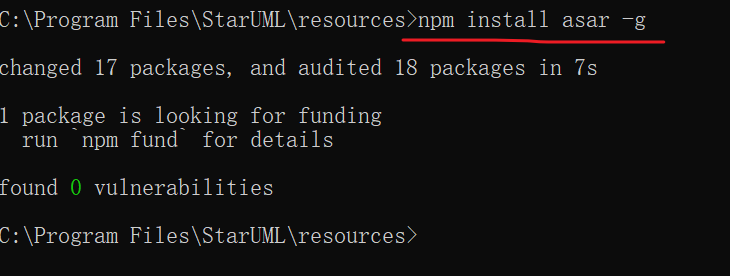 C:\Program Files\StarUML\resources>npm install asar -g
changed 17 packages, and audited 18 packages in 7s
1 package is looking for funding
run `npm fund` for details
found 0 vulnerabilities
C:\Program Files\StarUML\resources>